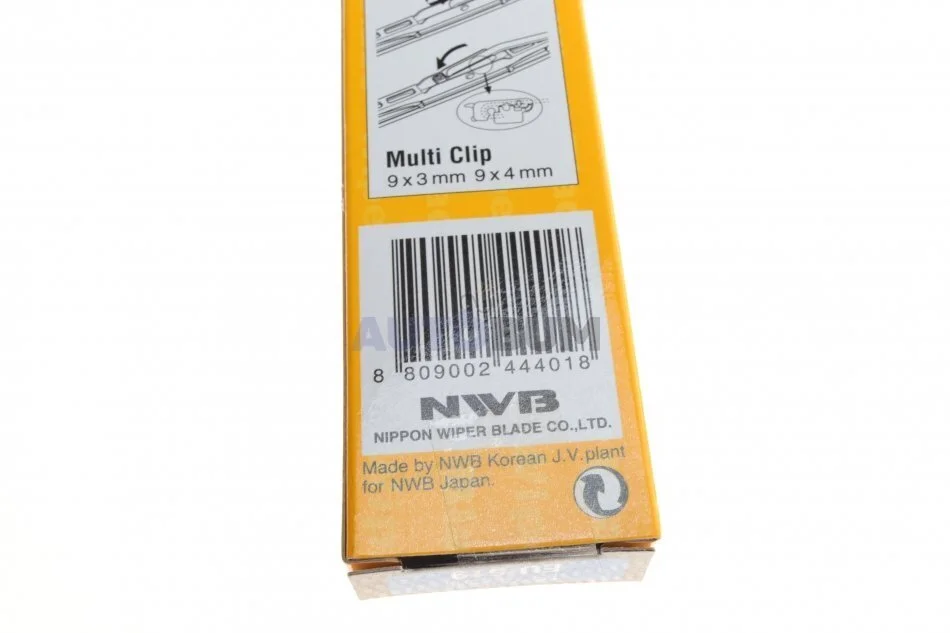 Multi Clip
9 x 3 mm 9 x 4 mm
AUTODUM
8 809002 444018
NWB
NIPPON WIPER BLADE CO.,LTD.
Made by NWB Korean J.V.plant
for NWB Japan.